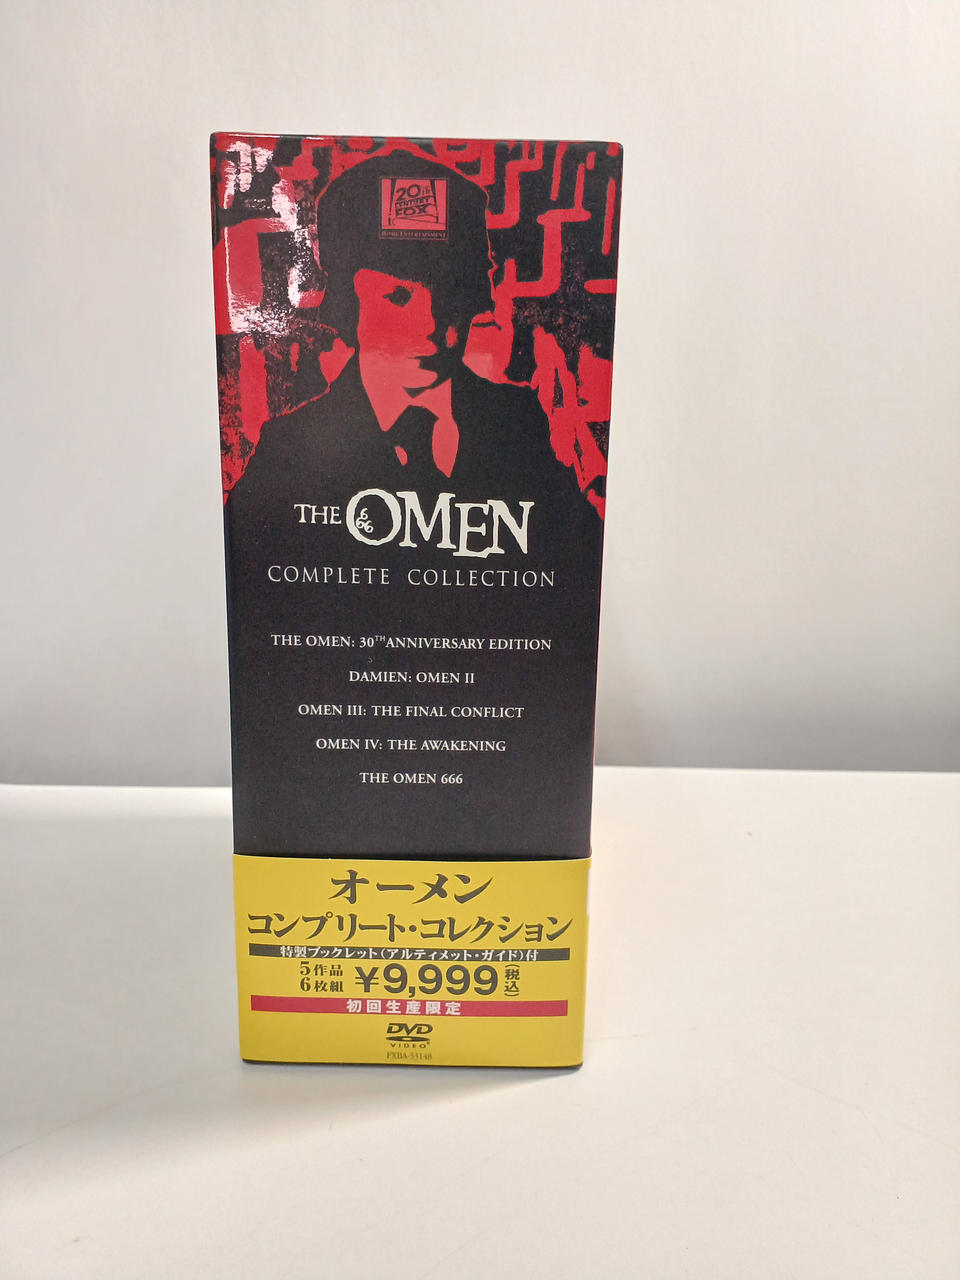 20th
CENTURY
FOX
HOME ENTERTAINMENT
THE OMEN
666
COMPLETE COLLECTION
THE OMEN: 30TH ANNIVERSARY EDITION
DAMIEN: OMEN II
OMEN III: THE FINAL CONFLICT
OMEN IV: THE AWAKENING
THE OMEN 666
オーメン
コンプリート・コレクション
特製ブックレット(アルティメット・ガイド)付
5作品
6枚組 ¥9,999(税込)
初回生産限定
DVD
VIDEO
FXBA-33148